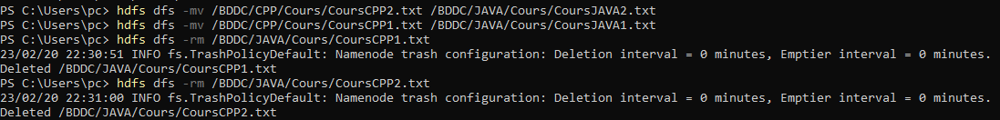 PS C:\Users\pc> hdfs dfs -mv /BDDC/CPP/Cours/CoursCPP2.txt /BDDC/JAVA/Cours/CoursJAVA2.txt
PS C:\Users\pc> hdfs dfs -mv /BDDC/CPP/Cours/CoursCPP1.txt /BDDC/JAVA/Cours/CoursJAVA1.txt
PS C:\Users\pc> hdfs dfs -rm /BDDC/JAVA/Cours/CoursCPP1.txt
23/02/20 22:30:51 INFO fs.TrashPolicyDefault: Namenode trash configuration: Deletion interval = 0 minutes, Emptier interval = 0 minutes.
Deleted /BDDC/JAVA/Cours/CoursCPP1.txt
PS C:\Users\pc> hdfs dfs -rm /BDDC/JAVA/Cours/CoursCPP2.txt
23/02/20 22:31:00 INFO fs.TrashPolicyDefault: Namenode trash configuration: Deletion interval = 0 minutes, Emptier interval = 0 minutes.
Deleted /BDDC/JAVA/Cours/CoursCPP2.txt